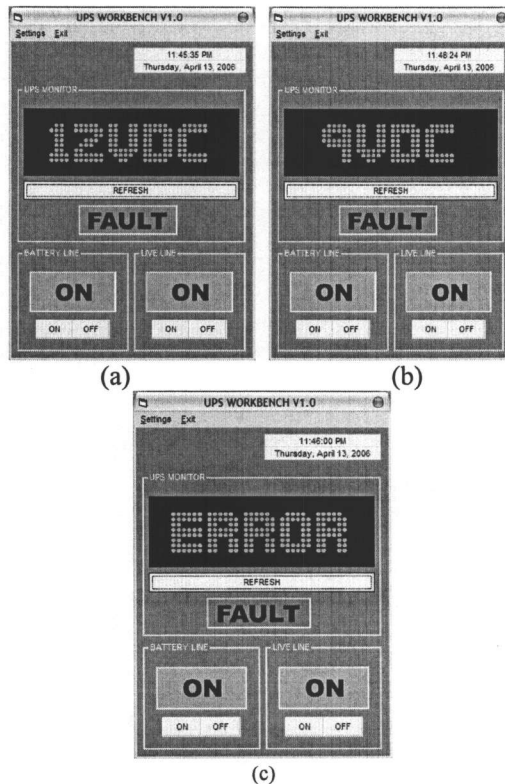 UPS WORKBENCH V1.0
Settings Exit
11:45:35 PM
Thursday, April 13, 2006
UPS MONITOR
12VDC
REFRESH
FAULT
BATTERY LINE
ON
ON OFF
LIVE LINE
ON
ON OFF
(a)
UPS WORKBENCH V1.0
Settings Exit
11:46:24 PM
Thursday, April 13, 2006
UPS MONITOR
9VDC
REFRESH
FAULT
BATTERY LINE
ON
ON OFF
LIVE LINE
ON
ON OFF
(b)
UPS WORKBENCH V1.0
Settings Exit
11:46:00 PM
Thursday, April 13, 2006
UPS MONITOR
ERROR
REFRESH
FAULT
BATTERY LINE
ON
ON OFF
LIVE LINE
ON
ON OFF
(c)